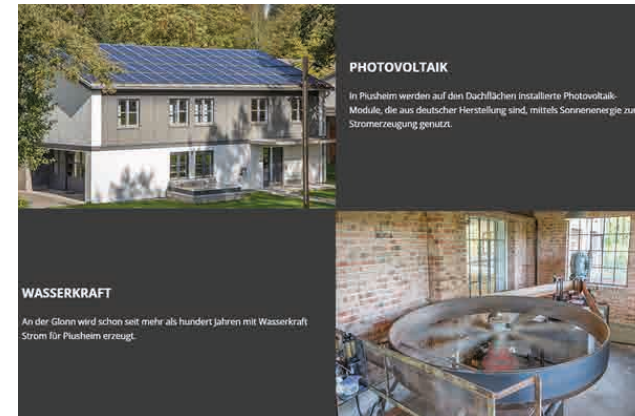 PHOTOVOLTAIK
In Piusheim werden auf den Dachflächen installierte Photovoltaik-
Module, die aus deutscher Herstellung sind, mittels Sonnenenergie zur
Stromerzeugung genutzt.
WASSERKRAFT
An der Glonn wird schon seit mehr als hundert Jahren mit Wasserkraft
Strom für Piusheim erzeugt.